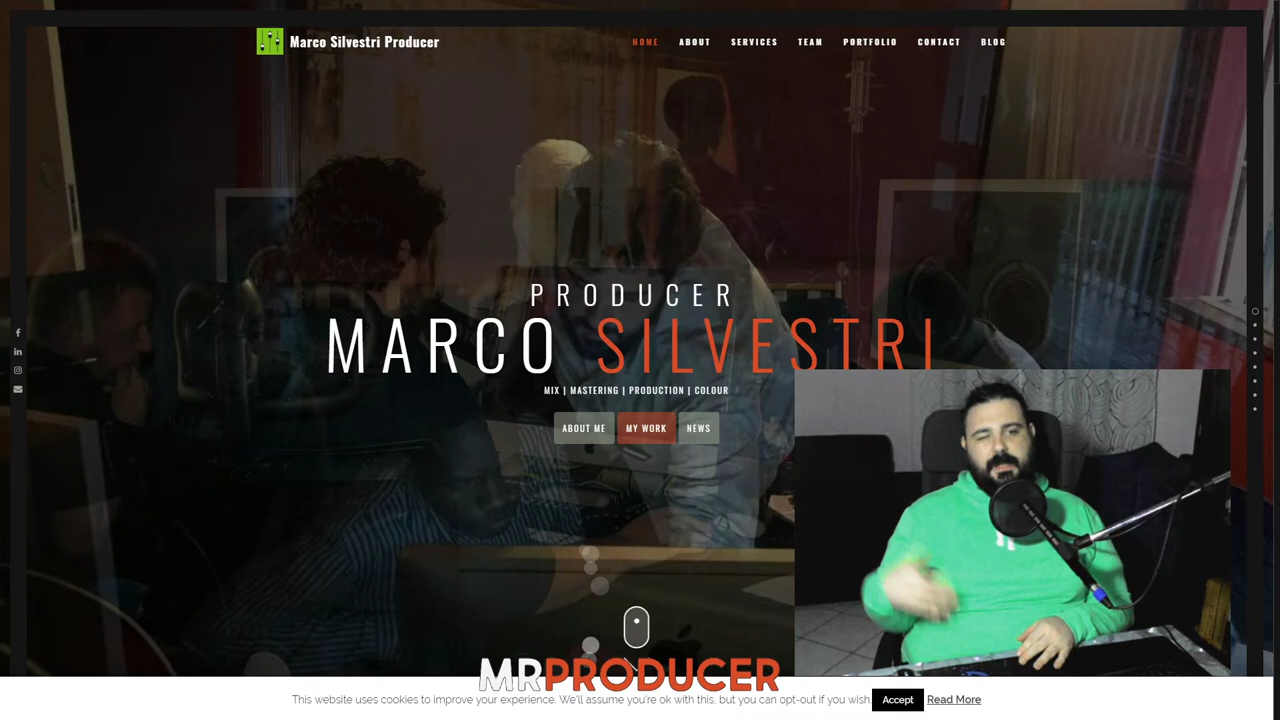 Marco Silvestri Producer
HOME ABOUT SERVICES TEAM PORTFOLIO CONTACT BLOG
PRODUCER
MARCO SILVESTRI
MIX | MASTERING | PRODUCTION | COLOUR
ABOUT ME MY WORK NEWS
MRPRODUCER
This website uses cookies to improve your experience. We'll assume you're ok with this, but you can opt-out if you wish. Accept Read More